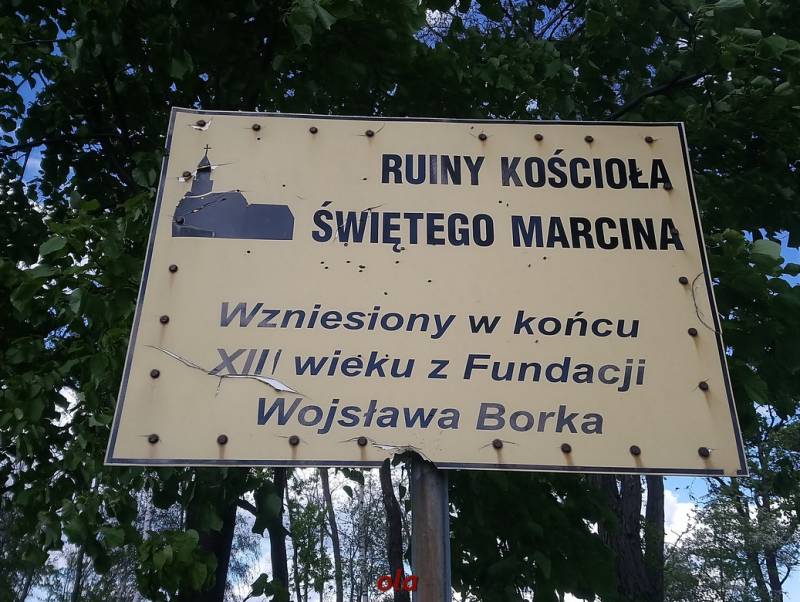 RUINY KOŚCIOŁA
ŚWIĘTEGO MARCINA
Wzniesiony w końcu
XIII wieku z Fundacji
Wojsława Borka
ola